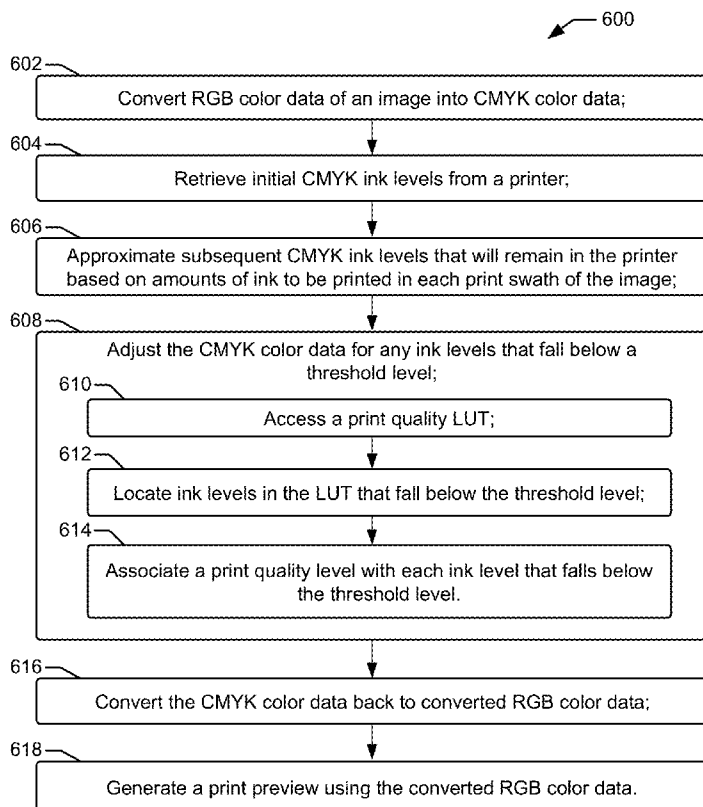 600
602
Convert RGB color data of an image into CMYK color data;
604
Retrieve initial CMYK ink levels from a printer;
606
Approximate subsequent CMYK ink levels that will remain in the printer
based on amounts of ink to be printed in each print swath of the image;
608
Adjust the CMYK color data for any ink levels that fall below a
threshold level;
610
Access a print quality LUT;
612
Locate ink levels in the LUT that fall below the threshold level;
614
Associate a print quality level with each ink level that falls below
the threshold level.
616
Convert the CMYK color data back to converted RGB color data;
618
Generate a print preview using the converted RGB color data.